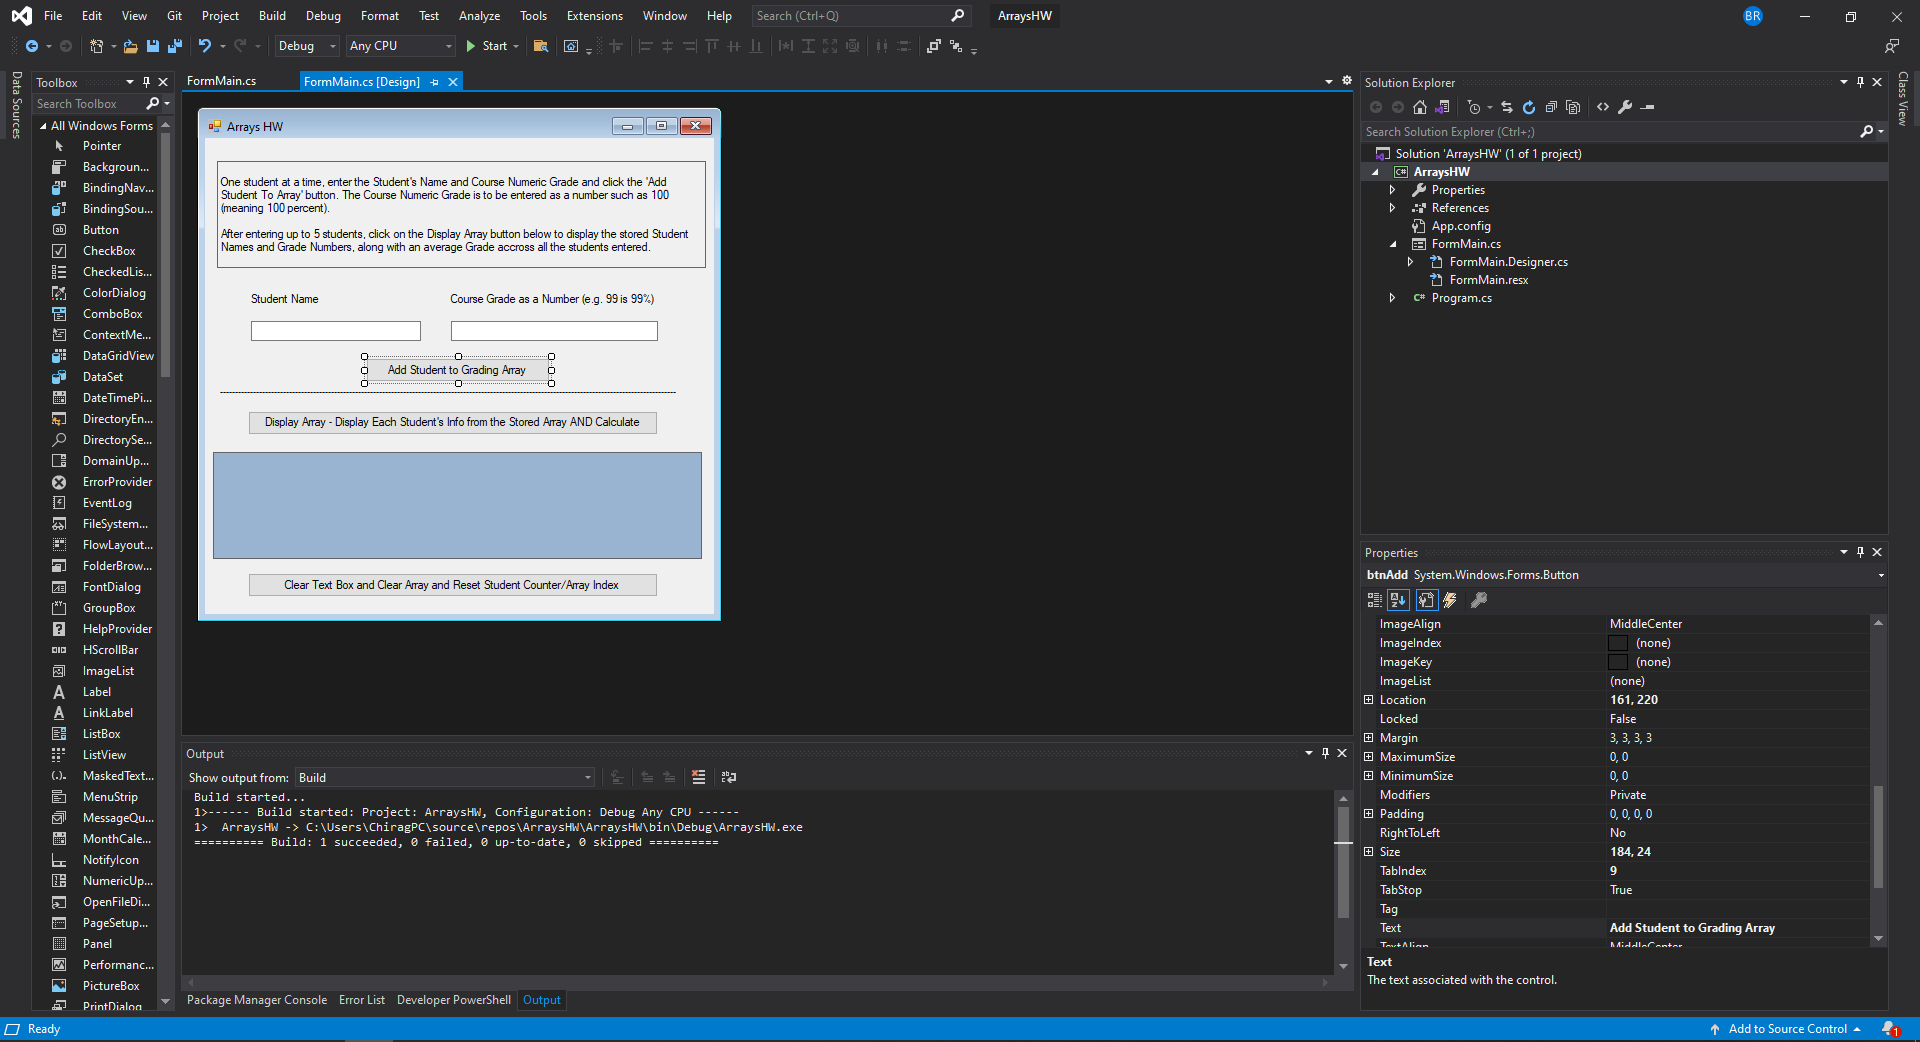 File Edit View Git Project Build Debug Format Test Analyze Tools Extensions Window Help Search (Ctrl+Q) ArraysHW BR
Debug Any CPU Start
Data Sources
Toolbox
Search Toolbox
All Windows Forms
Pointer
Backgroun...
BindingNav...
BindingSou...
Button
CheckBox
CheckedLis...
ColorDialog
ComboBox
ContextMe...
DataGridView
DataSet
DateTimePi...
DirectoryEn...
DirectorySe...
DomainUp...
ErrorProvider
EventLog
FileSystem...
FlowLayout...
FolderBrow...
FontDialog
GroupBox
HelpProvider
HScrollBar
ImageList
Label
LinkLabel
ListBox
ListView
MaskedText...
MenuStrip
MessageQu...
MonthCale...
NotifyIcon
NumericUp...
OpenFileDi...
PageSetup...
Panel
Performanc...
PictureBox
PrintDialog
FormMain.cs FormMain.cs [Design]
Arrays HW
One student at a time, enter the Student's Name and Course Numeric Grade and click the 'Add
Student To Array' button. The Course Numeric Grade is to be entered as a number such as 100
(meaning 100 percent).
After entering up to 5 students, click on the Display Array button below to display the stored Student
Names and Grade Numbers, along with an average Grade accross all the students entered.
Student Name Course Grade as a Number (e.g. 99 is 99%)
Add Student to Grading Array
Display Array - Display Each Student's Info from the Stored Array AND Calculate
Clear Text Box and Clear Array and Reset Student Counter/Array Index
Output
Show output from: Build
Build started...
1>------ Build started: Project: ArraysHW, Configuration: Debug Any CPU ------
1>  ArraysHW -> C:\Users\ChiragPC\source\repos\ArraysHW\ArraysHW\bin\Debug\ArraysHW.exe
========== Build: 1 succeeded, 0 failed, 0 up-to-date, 0 skipped ==========
Package Manager Console Error List Developer PowerShell Output
Solution Explorer
Search Solution Explorer (Ctrl+;)
Solution 'ArraysHW' (1 of 1 project)
C# ArraysHW
Properties
References
App.config
FormMain.cs
FormMain.Designer.cs
FormMain.resx
C# Program.cs
Class View
Properties
btnAdd System.Windows.Forms.Button
ImageAlign MiddleCenter
ImageIndex (none)
ImageKey (none)
ImageList (none)
Location 161, 220
Locked False
Margin 3, 3, 3, 3
MaximumSize 0, 0
MinimumSize 0, 0
Modifiers Private
Padding 0, 0, 0, 0
RightToLeft No
Size 184, 24
TabIndex 9
TabStop True
Tag
Text Add Student to Grading Array
TextAlign MiddleCenter
Text
The text associated with the control.
Ready Add to Source Control 1